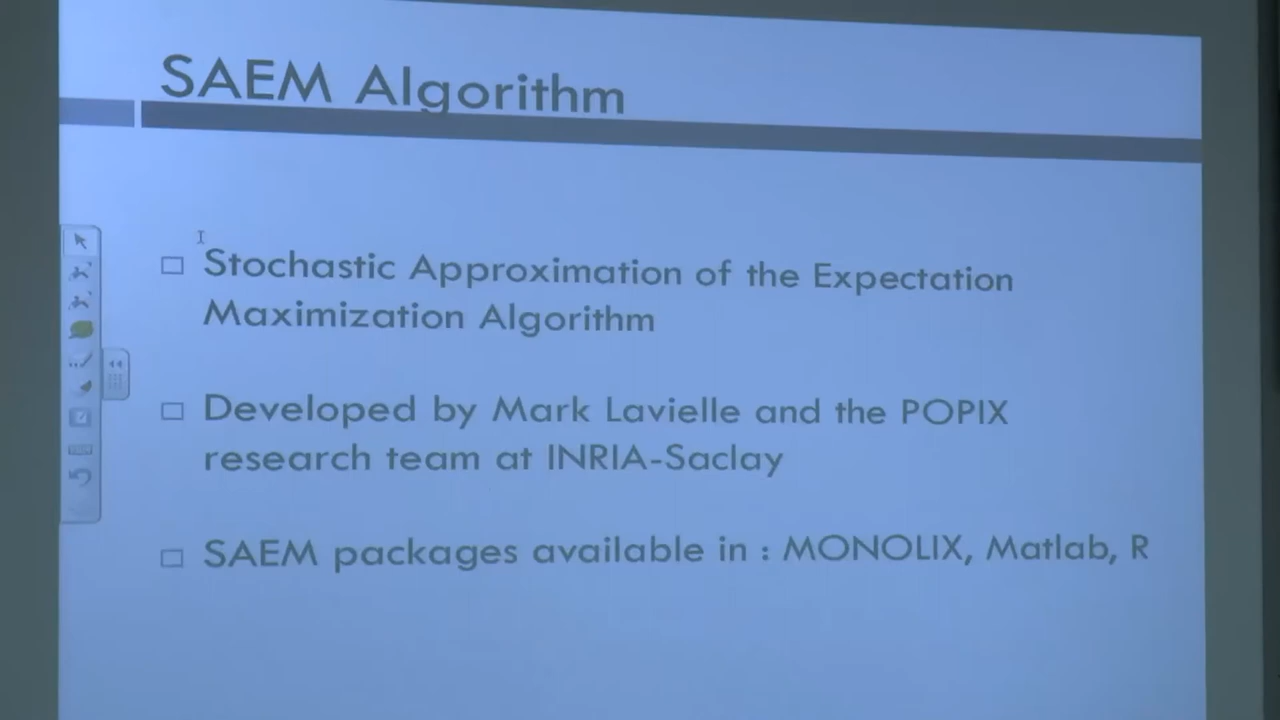 SAEM Algorithm
Stochastic Approximation of the Expectation
Maximization Algorithm
Developed by Mark Lavielle and the POPIX
research team at INRIA-Saclay
SAEM packages available in : MONOLIX, Matlab, R